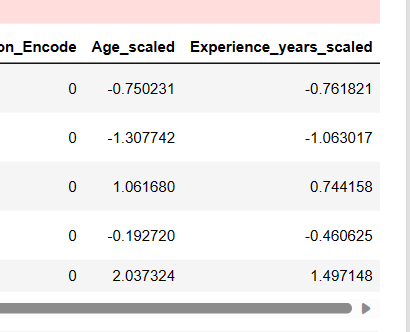 on_Encode Age_scaled Experience_years_scaled
0 -0.750231 -0.761821
0 -1.307742 -1.063017
0 1.061680 0.744158
0 -0.192720 -0.460625
0 2.037324 1.497148